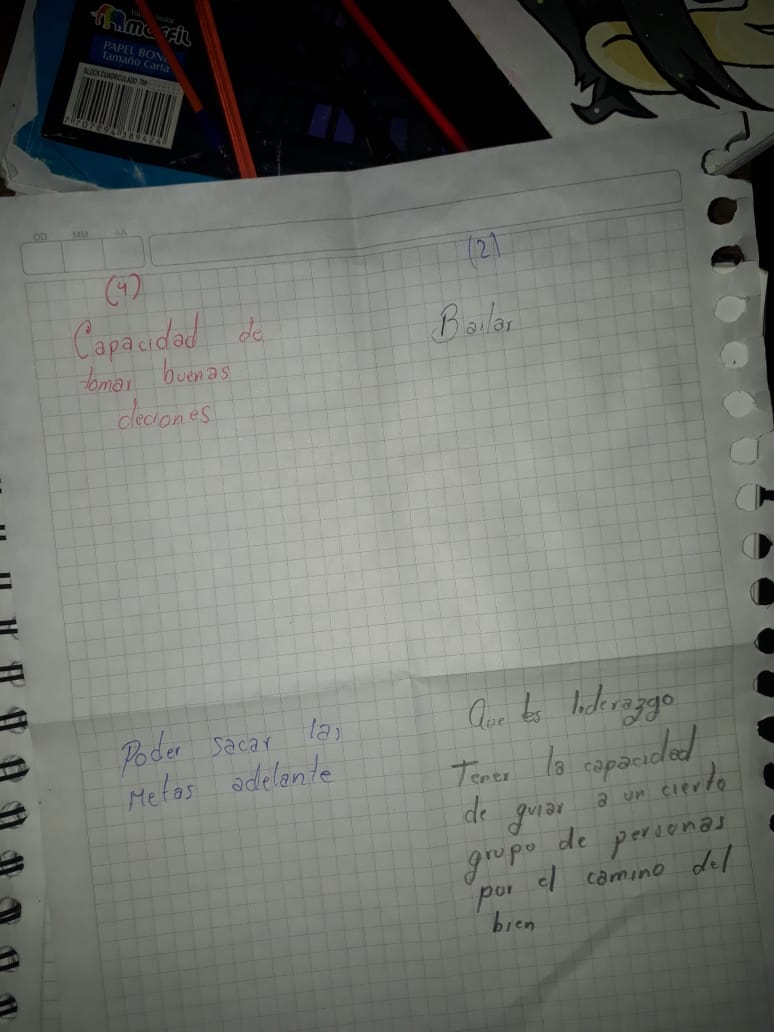 marfil
PAPEL BOND
Tamaño Carta
BLOCK CUADRICULADO
DD MM AA
(4)
Capacidad de
tomar buenas
deciones
(2)
Bailar
Poder sacar las
Metas adelante
Que es liderazgo
Tener la capacidad
de guiar a un cierto
grupo de personas
por el camino del
bien